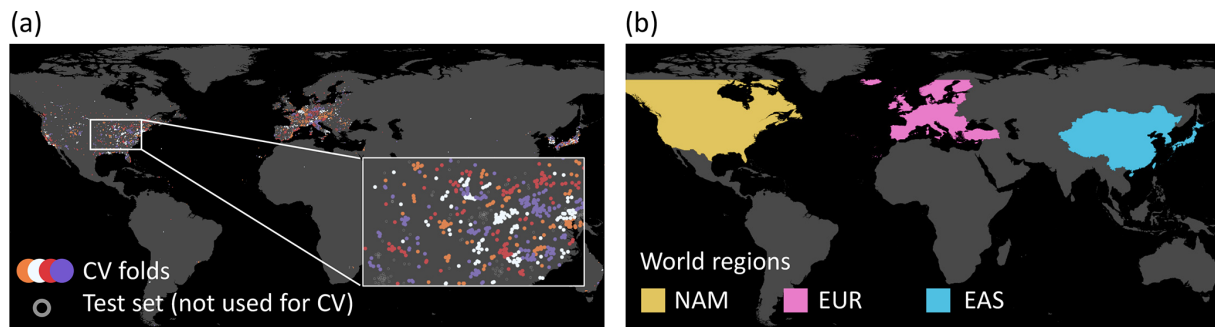 (a)
CV folds
Test set (not used for CV)
(b)
World regions
NAM EUR EAS